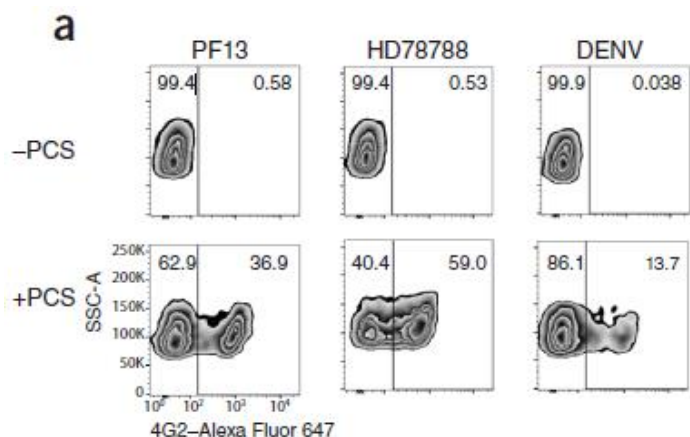 a
PF13 HD78788 DENV
–PCS
99.4 0.58 99.4 0.53 99.9 0.038
+PCS
SSC-A
250K
200K
150K
100K
50K
0
62.9 36.9 40.4 59.0 86.1 13.7
10⁰ 10² 10³ 10⁴
4G2–Alexa Fluor 647